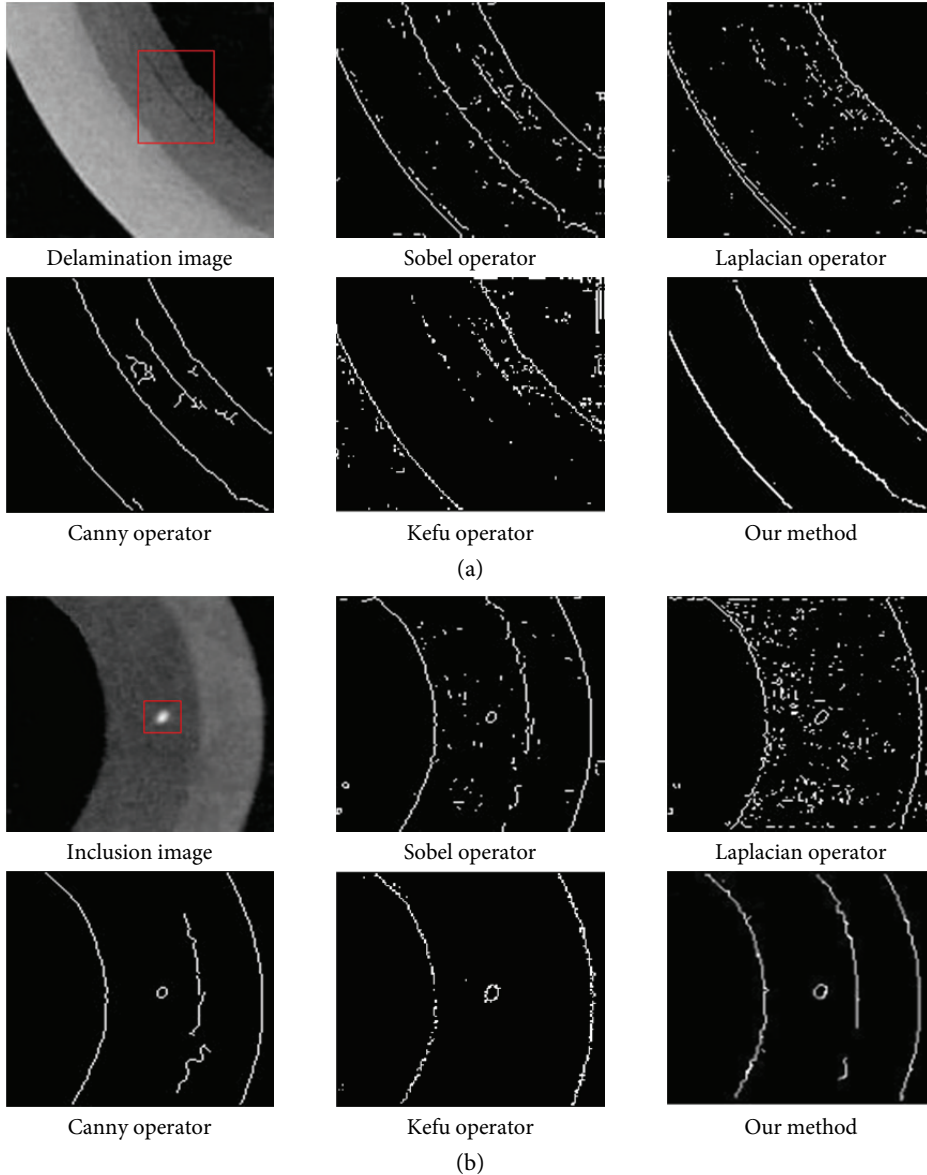 Delamination image
Sobel operator
Laplacian operator
Canny operator
Kefu operator
Our method
(a)
Inclusion image
Sobel operator
Laplacian operator
Canny operator
Kefu operator
Our method
(b)